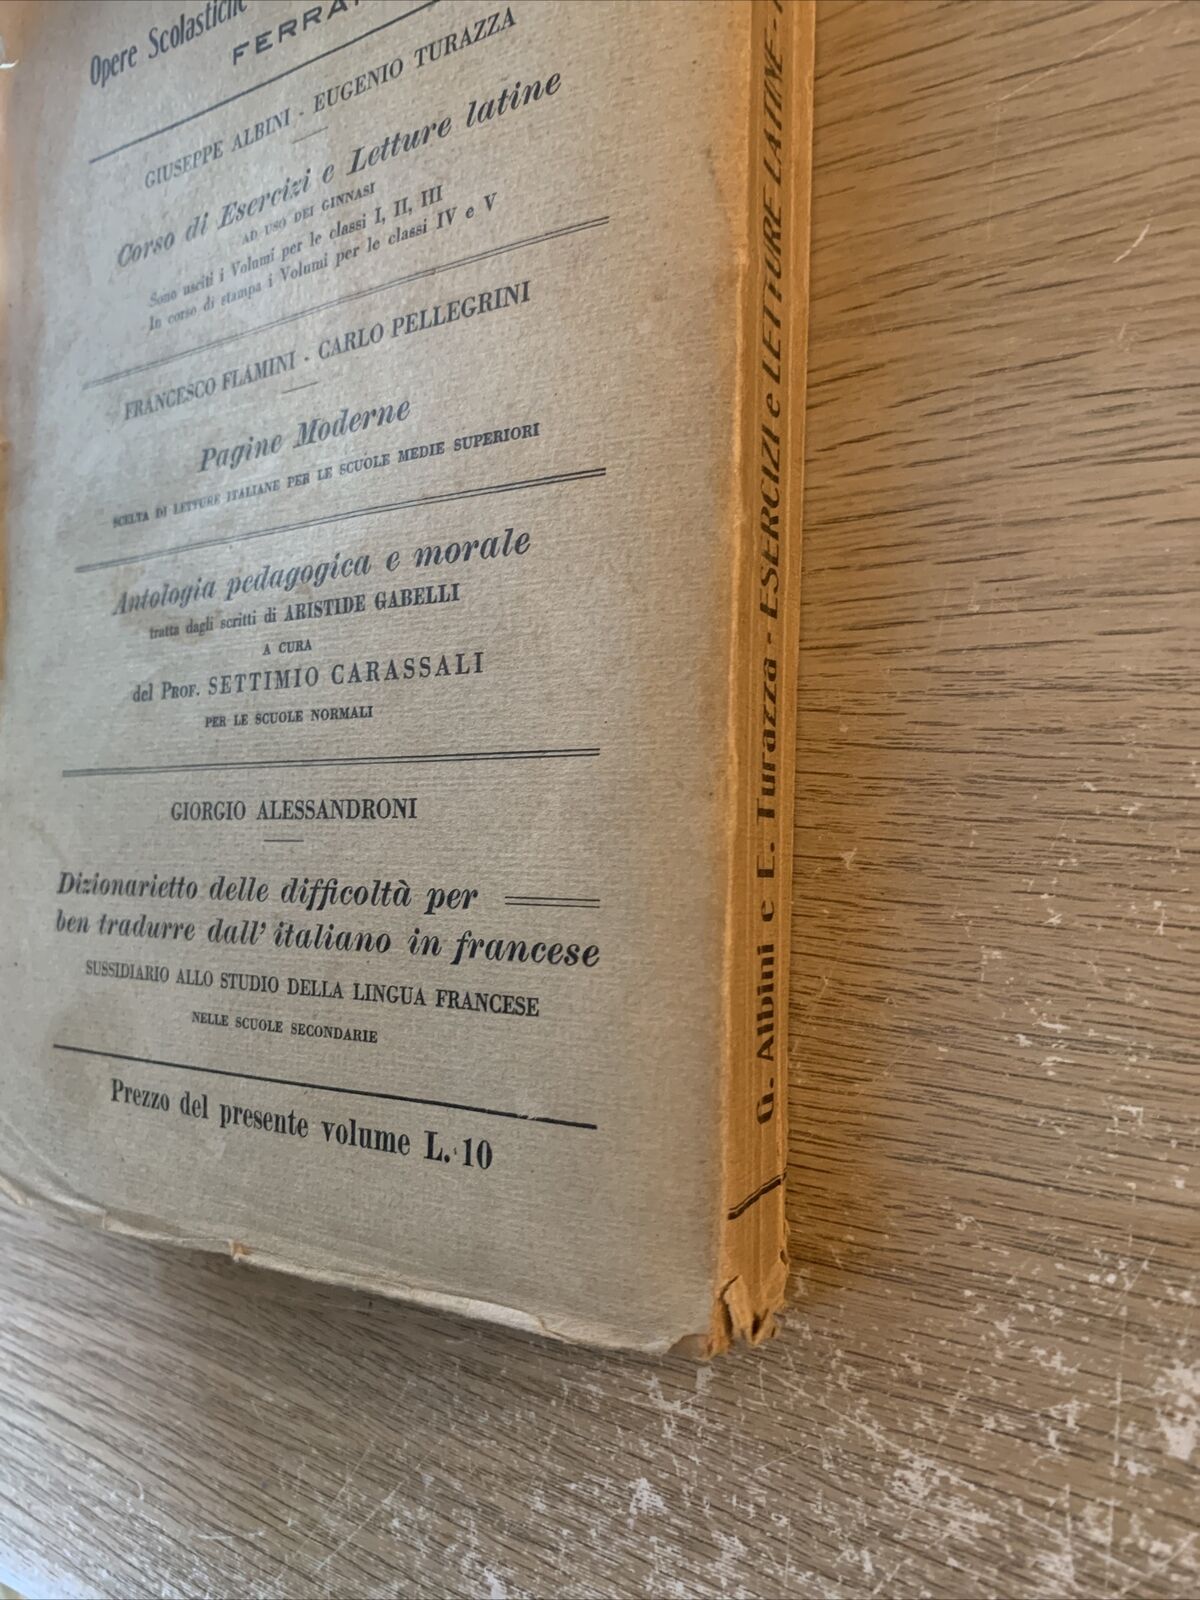 Opere Scolastiche
FERRA
GIUSEPPE ALBINI - EUGENIO TURAZZA
Corso di Esercizi e Letture latine
AD USO DEI GINNASI
Sono usciti i Volumi per le classi I, II, III
In corso di stampa i Volumi per le classi IV e V
FRANCESCO FLAMINI - CARLO PELLEGRINI
Pagine Moderne
SCELTA DI LETTURE ITALIANE PER LE SCUOLE MEDIE SUPERIORI
Antologia pedagogica e morale
tratta dagli scritti di ARISTIDE GABELLI
A CURA
del PROF. SETTIMIO CARASSALI
PER LE SCUOLE NORMALI
GIORGIO ALESSANDRONI
Dizionarietto delle difficoltà per
ben tradurre dall' italiano in francese
SUSSIDIARIO ALLO STUDIO DELLA LINGUA FRANCESE
NELLE SCUOLE SECONDARIE
Prezzo del presente volume L. 10
G. Albini e E. Turazza - ESERCIZI e LETTURE LATINE -